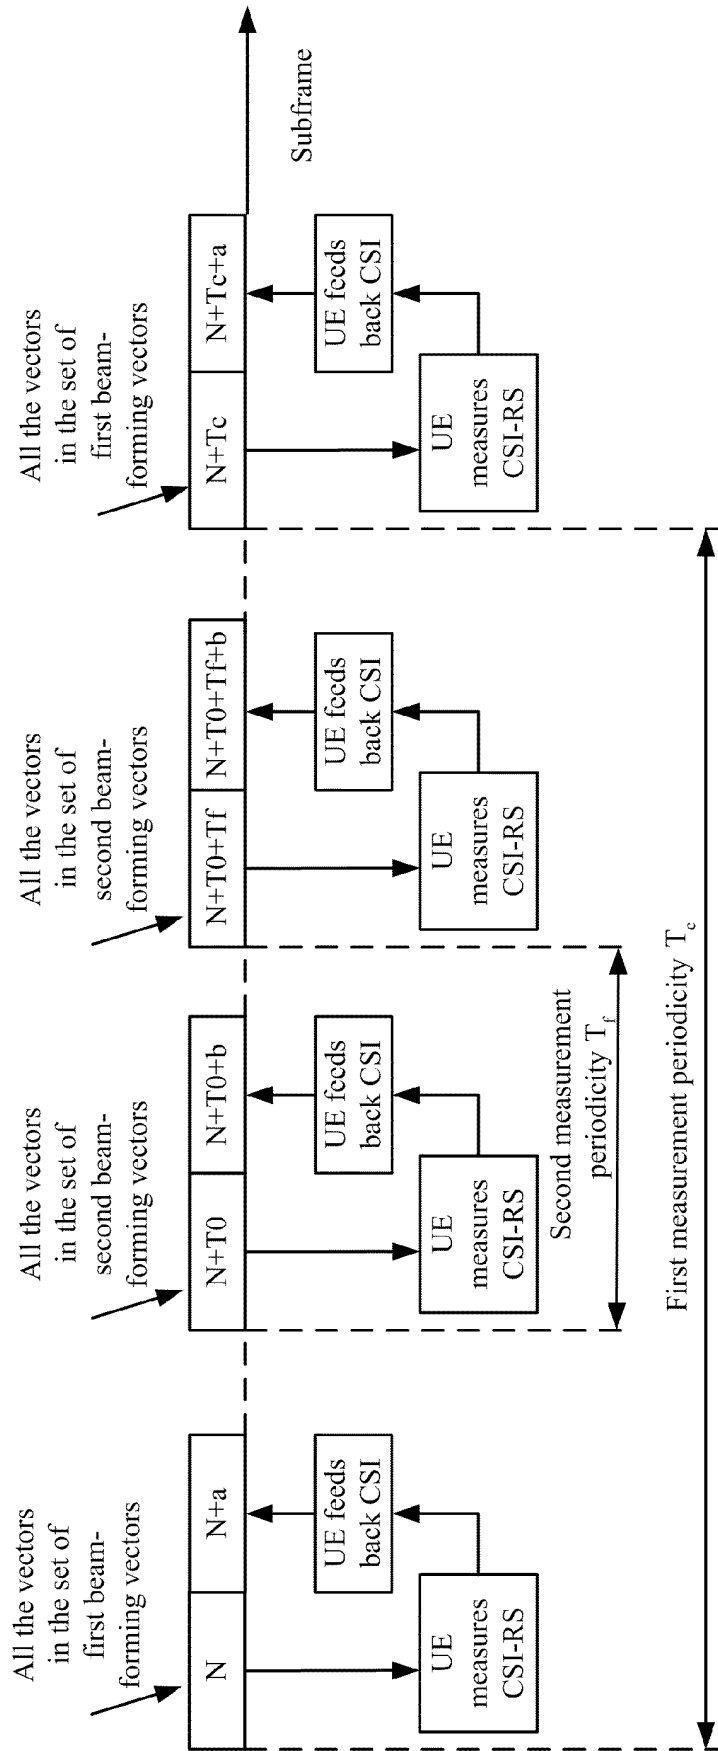 All the vectors
in the set of
first beam-
forming vectors
N
N+a
UE
measures
CSI-RS
UE feeds
back CSI
All the vectors
in the set of
second beam-
forming vectors
N+T0
N+T0+b
UE
measures
CSI-RS
UE feeds
back CSI
All the vectors
in the set of
second beam-
forming vectors
N+T0+Tf
N+T0+Tf+b
UE
measures
CSI-RS
UE feeds
back CSI
All the vectors
in the set of
first beam-
forming vectors
N+Tc
N+Tc+a
UE
measures
CSI-RS
UE feeds
back CSI
Subframe
Second measurement
periodicity Tf
First measurement periodicity Tc